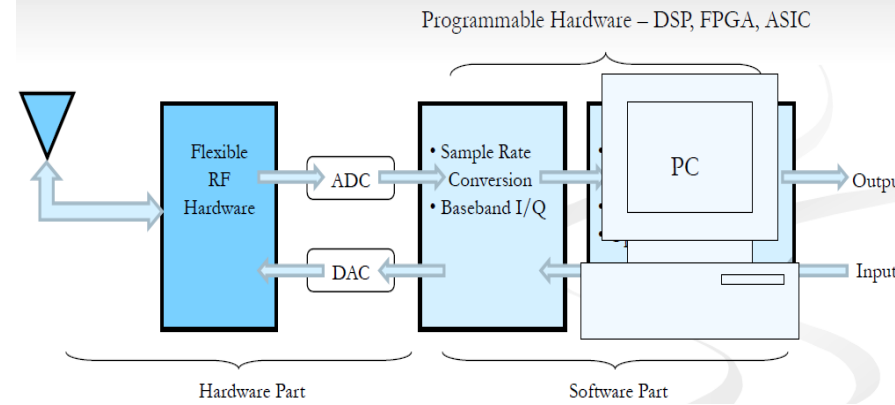 Programmable Hardware – DSP, FPGA, ASIC
Flexible
RF
Hardware
ADC
DAC
• Sample Rate
Conversion
• Baseband I/Q
PC
Outpu
Input
Hardware Part
Software Part